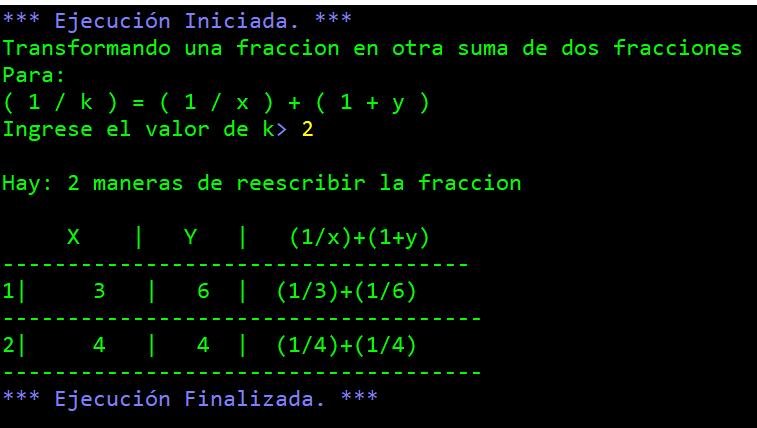 *** Ejecución Iniciada. ***
Transformando una fraccion en otra suma de dos fracciones
Para:
( 1 / k ) = ( 1 / x ) + ( 1 + y )
Ingrese el valor de k> 2
Hay: 2 maneras de reescribir la fraccion
X | Y | (1/x)+(1+y)
------------------------------------
1| 3 | 6 | (1/3)+(1/6)
-------------------------------------
2| 4 | 4 | (1/4)+(1/4)
-------------------------------------
*** Ejecución Finalizada. ***